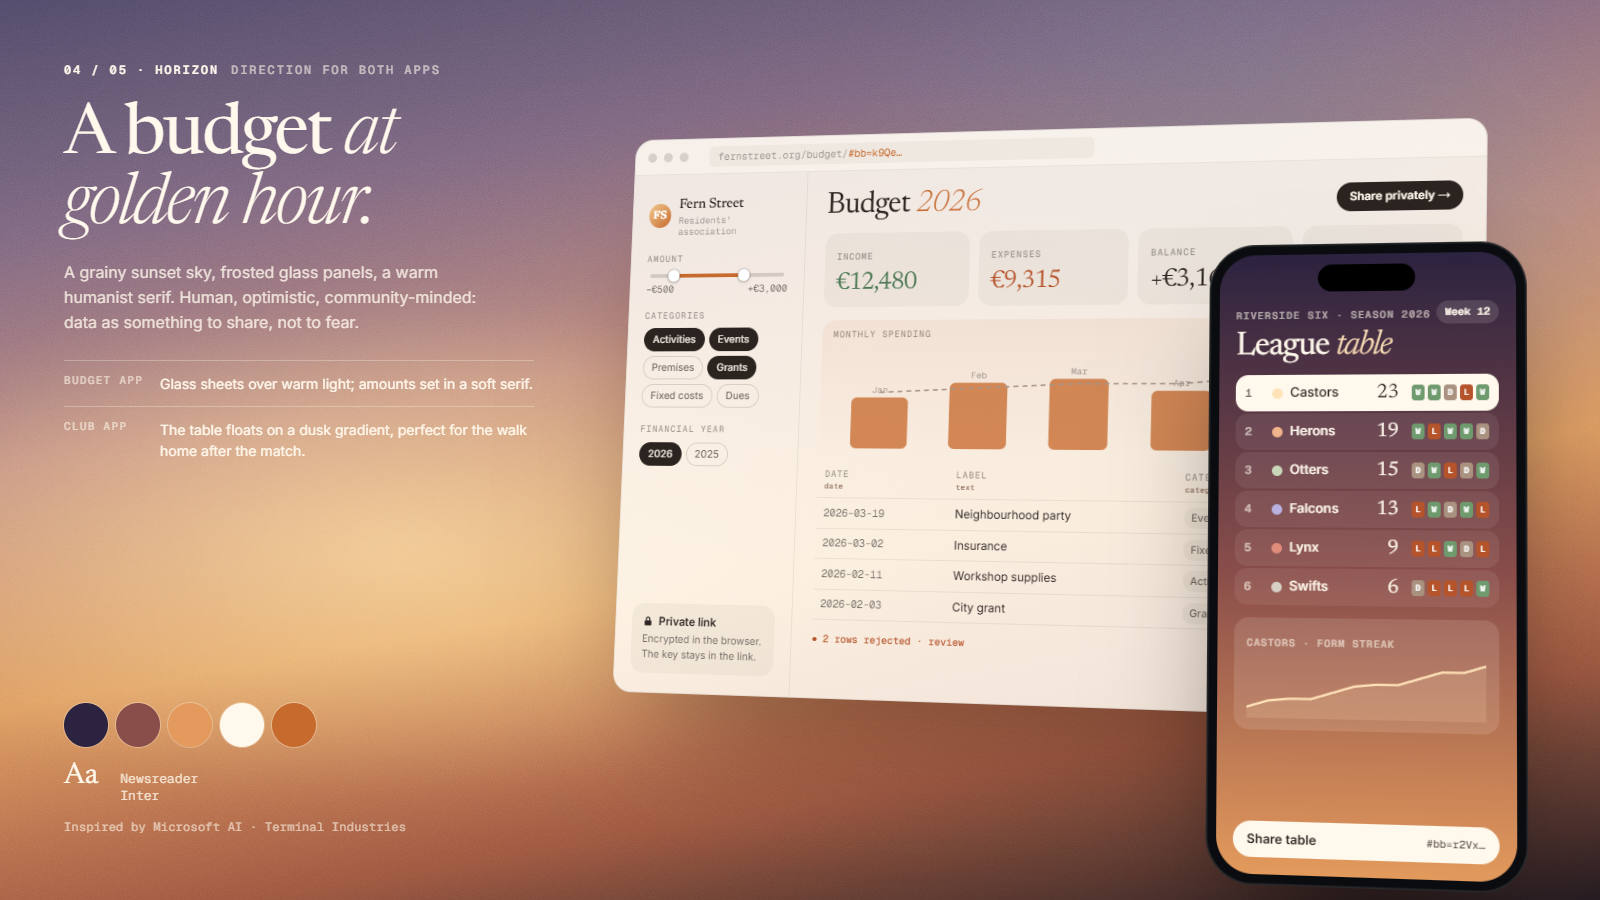 04 / 05 · HORIZON DIRECTION FOR BOTH APPS
A budget at
golden hour.
A grainy sunset sky, frosted glass panels, a warm
humanist serif. Human, optimistic, community-minded:
data as something to share, not to fear.
BUDGET APP Glass sheets over warm light; amounts set in a soft serif.
CLUB APP The table floats on a dusk gradient, perfect for the walk
home after the match.
Aa Newsreader
Inter
Inspired by Microsoft AI · Terminal Industries
fernstreet.org/budget/#bb=k9Qe…
FS Fern Street
Residents'
association
AMOUNT
−€500 +€3,000
CATEGORIES
Activities Events
Premises Grants
Fixed costs Dues
FINANCIAL YEAR
2026 2025
Private link
Encrypted in the browser.
The key stays in the link.
Budget 2026
Share privately →
INCOME
€12,480
EXPENSES
€9,315
BALANCE
+€3,1
MONTHLY SPENDING
Jan Feb Mar Apr
DATE LABEL CATE
date text categ
2026-03-19 Neighbourhood party Eve
2026-03-02 Insurance Fixe
2026-02-11 Workshop supplies Act
2026-02-03 City grant Gra
• 2 rows rejected · review
RIVERSIDE SIX · SEASON 2026 Week 12
League table
1 Castors 23 W W D L W
2 Herons 19 W L W W D
3 Otters 15 D W L D W
4 Falcons 13 L W D W L
5 Lynx 9 L L W D L
6 Swifts 6 D L L L W
CASTORS · FORM STREAK
Share table #bb=r2Vx…